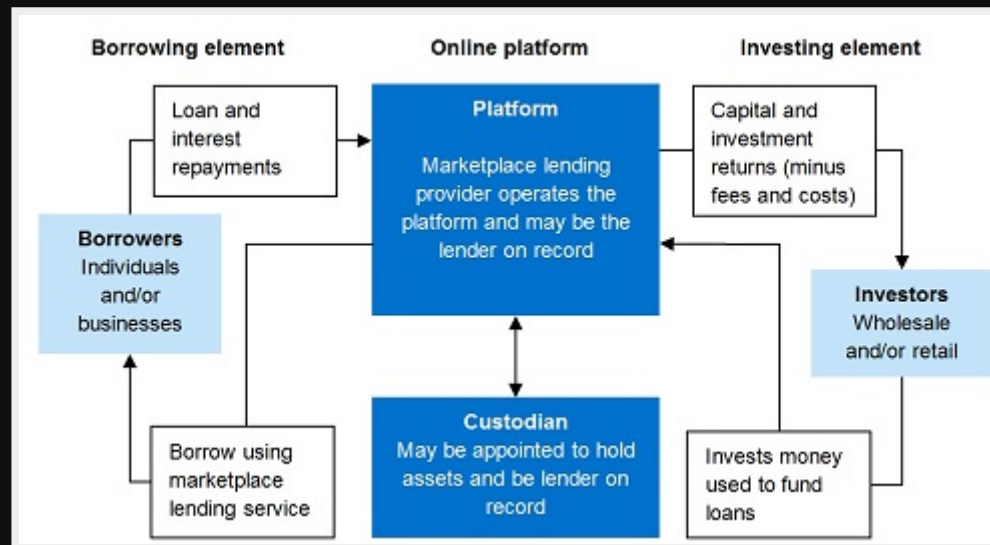 Borrowing element
Online platform
Investing element
Loan and
interest
repayments
Platform
Marketplace lending
provider operates the
platform and may be the
lender on record
Capital and
investment
returns (minus
fees and costs)
Borrowers
Individuals
and/or
businesses
Investors
Wholesale
and/or retail
Borrow using
marketplace
lending service
Custodian
May be appointed to hold
assets and be lender on
record
Invests money
used to fund
loans